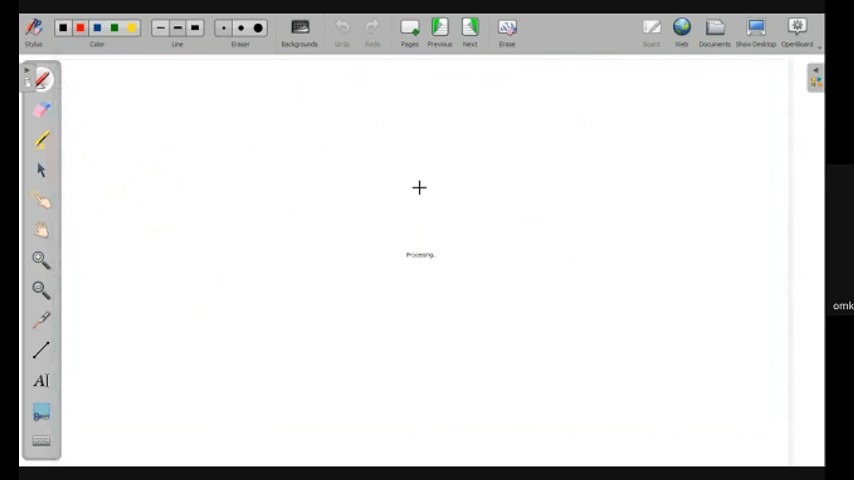 Stylus
Color
Line
Eraser
Backgrounds
Undo
Redo
Pages
Previous
Next
Erase
Board
Web
Documents
Show Desktop
OpenBoard
AI
Processing..
omk